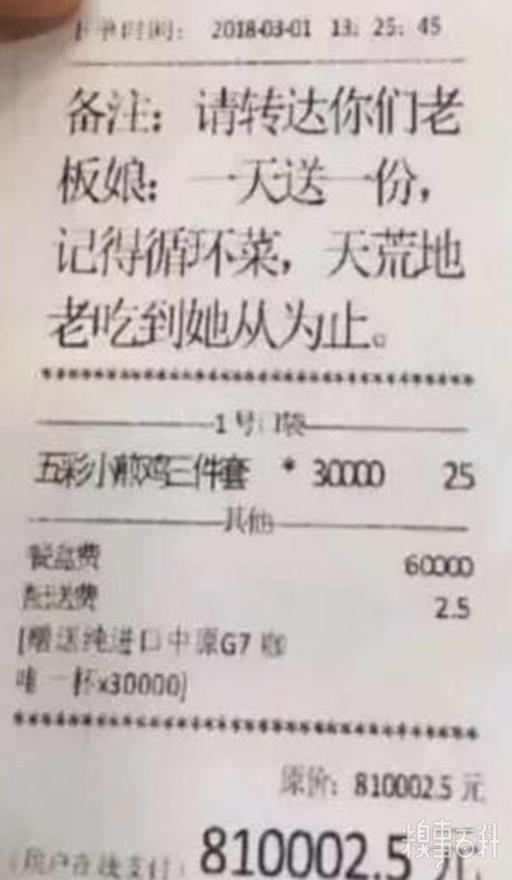 下单时间: 2018-03-01 13:25:45
备注: 请转达你们老
板娘: 一天送一份,
记得循环菜, 天荒地
老吃到她从为止。
1号口袋
五彩小煎鸡三件套 * 30000 25
其他
餐盒费 60000
配送费 2.5
[赠送纯进口中原G7 咖
啡一杯x30000]
原价: 810002.5 元
(用户在线支付) 810002.5 元
糗事百科